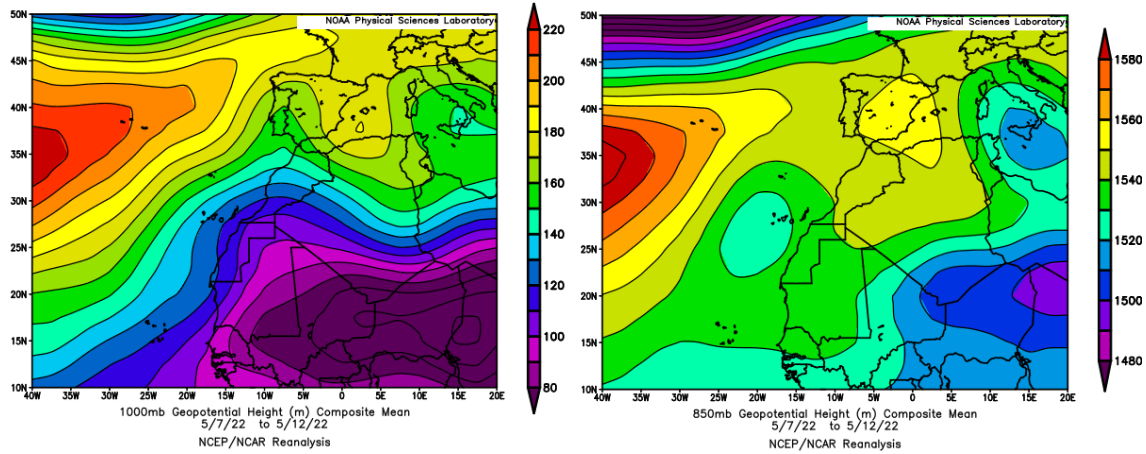 NOAA Physical Sciences Laboratory
50N
45N
40N
35N
30N
25N
20N
15N
10N
40W
35W
30W
25W
20W
15W
10W
5W
0
5E
10E
15E
20E
220
200
180
160
140
120
100
80
1000mb Geopotential Height (m) Composite Mean
5/7/22 to 5/12/22
NCEP/NCAR Reanalysis
NOAA Physical Sciences Laboratory
50N
45N
40N
35N
30N
25N
20N
15N
10N
40W
35W
30W
25W
20W
15W
10W
5W
0
5E
10E
15E
20E
1580
1560
1540
1520
1500
1480
850mb Geopotential Height (m) Composite Mean
5/7/22 to 5/12/22
NCEP/NCAR Reanalysis